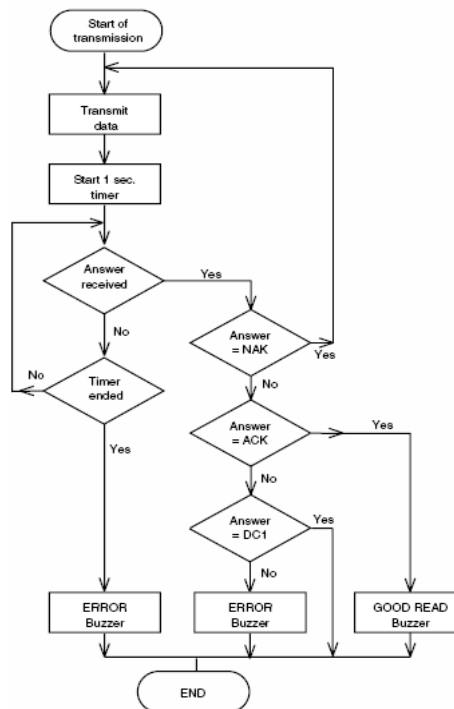 Start of
transmission
Transmit
data
Start 1 sec.
timer
Answer
received
Yes
No
Answer
= NAK
Yes
No
Timer
ended
No
Yes
Answer
= ACK
Yes
No
Answer
= DC1
Yes
No
ERROR
Buzzer
ERROR
Buzzer
GOOD READ
Buzzer
END